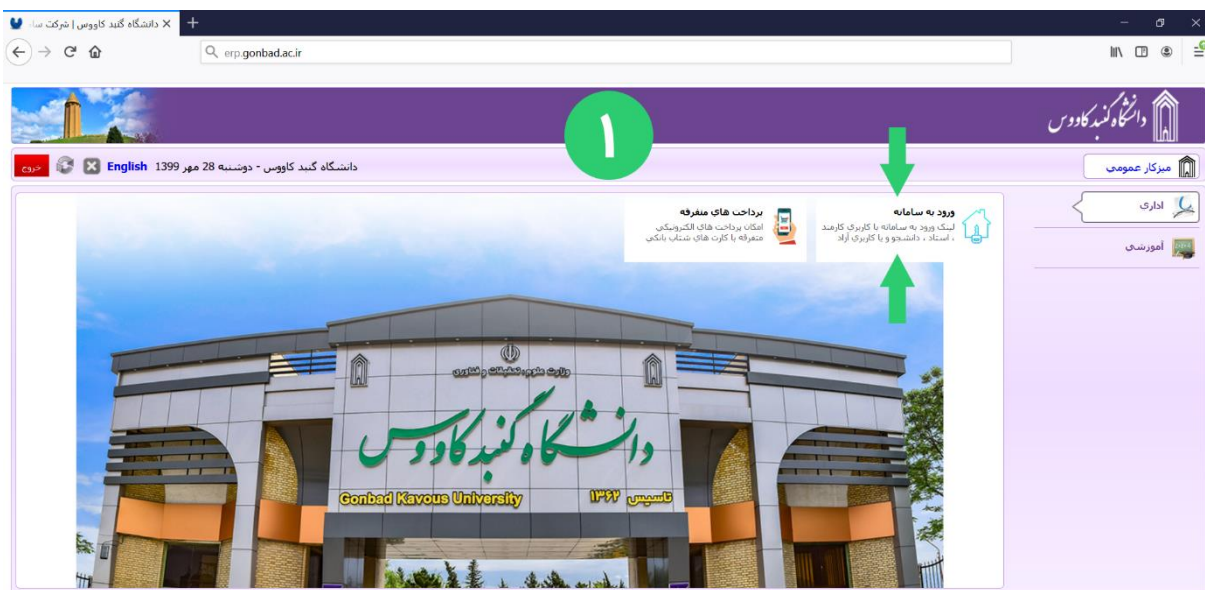 دانشگاه گنبد کاووس | شرکت سا
erp.gonbad.ac.ir
دانشگاه گنبد کاووس
۱
میزکار عمومی
دانشگاه گنبد کاووس - دوشنبه 28 مهر 1399 English
خروج
اداری
آموزشی
ورود به سامانه
لینک ورود به سامانه با کاربری کارمند
، استاد ، دانشجو و یا کاربری آزاد
برداخت های متفرقه
امکان پرداخت های الکترونیکی
متفرقه با کارت های شتاب بانکی
وزارت علوم، تحقیقات و فناوری
دانشگاه گنبد کاووس
Gonbad Kavous University
تاسیس ۱۳۶۲